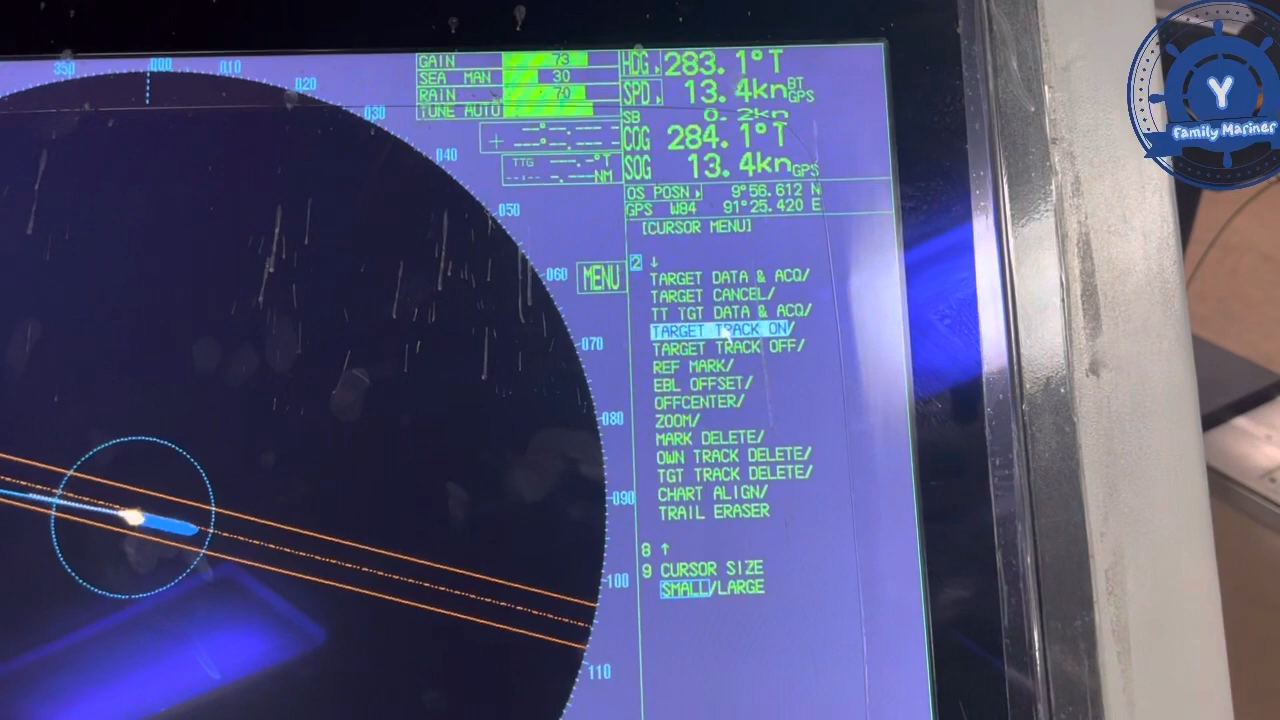 350
000
010
020
030
040
050
060
070
080
090
100
110
GAIN 73
SEA MAN 30
RAIN 70
TUNE AUTO
+ --°--.---
---°--.---
TTG ---.-°T
--:-- -.---NM
HDG 283.1°T
SPD 13.4kn BT GPS
SB 0.2kn
COG 284.1°T
SOG 13.4kn GPS
OS POSN 9°56.612 N
GPS W84 91°25.420 E
[CURSOR MENU]
MENU
2 ↓
TARGET DATA & ACQ/
TARGET CANCEL/
TT TGT DATA & ACQ/
TARGET TRACK ON/
TARGET TRACK OFF/
REF MARK/
EBL OFFSET/
OFFCENTER/
ZOOM/
MARK DELETE/
OWN TRACK DELETE/
TGT TRACK DELETE/
CHART ALIGN/
TRAIL ERASER
8 ↑
9 CURSOR SIZE
SMALL/LARGE
Y
Family Mariner